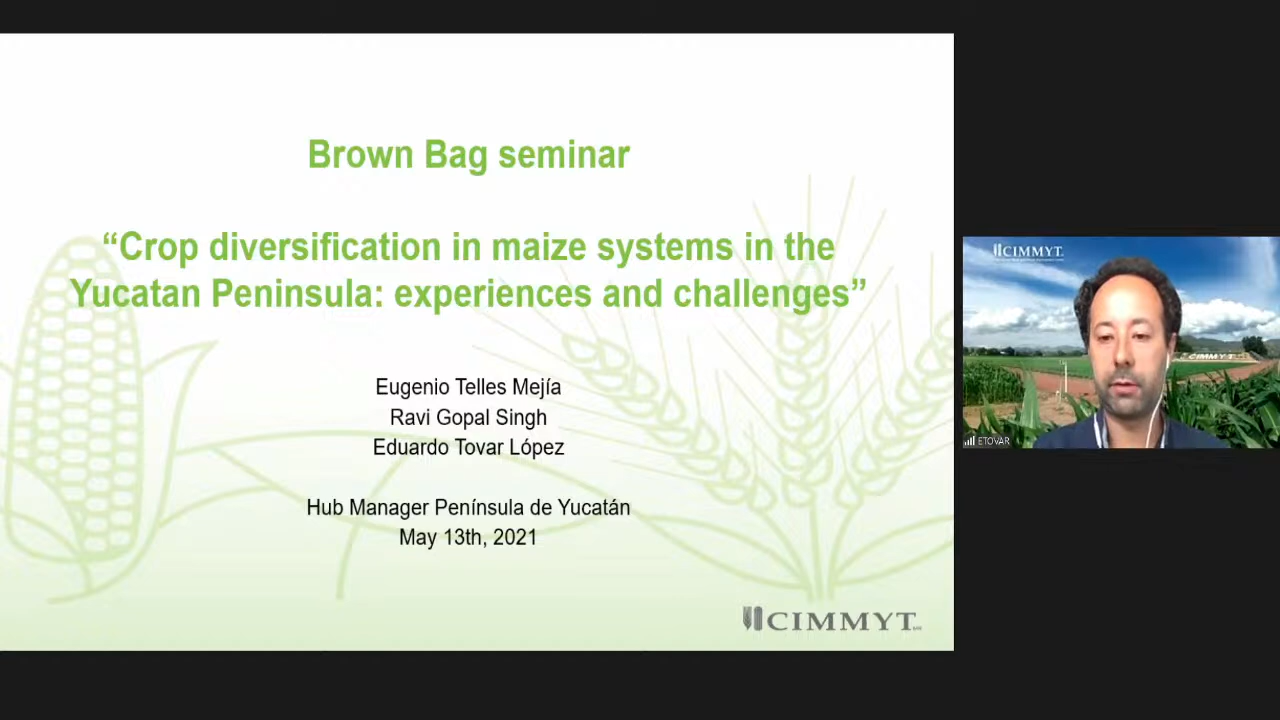 Brown Bag seminar
“Crop diversification in maize systems in the
Yucatan Peninsula: experiences and challenges”
Eugenio Telles Mejía
Ravi Gopal Singh
Eduardo Tovar López
Hub Manager Península de Yucatán
May 13th, 2021
CIMMYT
CIMMYT.
CIMMYT
ETOVAR